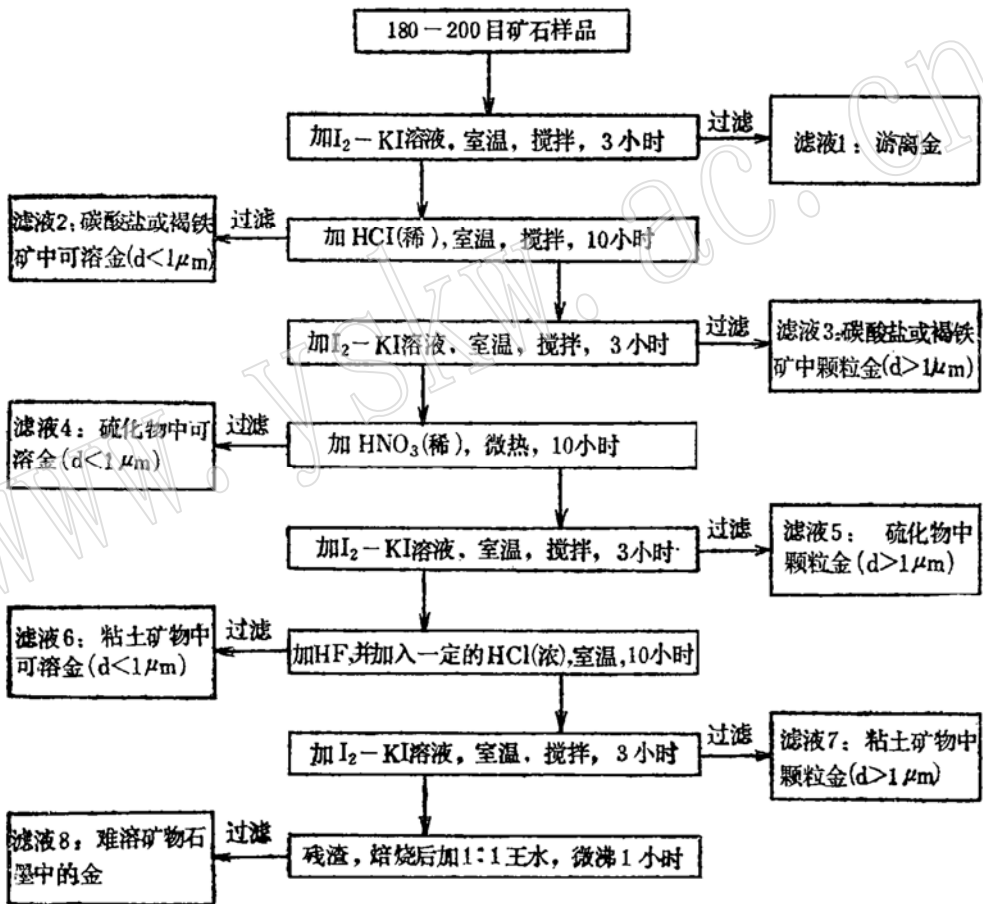 180－200目矿石样品
加I₂－KI溶液，室温，搅拌，3小时
过滤
滤液1：游离金
加HCl(稀)，室温，搅拌，10小时
过滤
滤液2：碳酸盐或褐铁
矿中可溶金(d<1μm)
加I₂－KI溶液，室温，搅拌，3小时
过滤
滤液3：碳酸盐或褐铁
矿中颗粒金(d>1μm)
加HNO₃(稀)，微热，10小时
过滤
滤液4：硫化物中可
溶金(d<1μm)
加I₂－KI溶液、室温，搅拌，3小时
过滤
滤液5：硫化物中
颗粒金(d>1μm)
加HF，并加入一定的HCl(浓)，室温，10小时
过滤
滤液6：粘土矿物中
可溶金(d<1μm)
加I₂－KI溶液，室温，搅拌，3小时
过滤
滤液7：粘土矿物中
颗粒金(d>1μm)
残渣，焙烧后加1：1王水，微沸1小时
过滤
滤液8：难溶矿物石
墨中的金
www.yskw.ac.cn